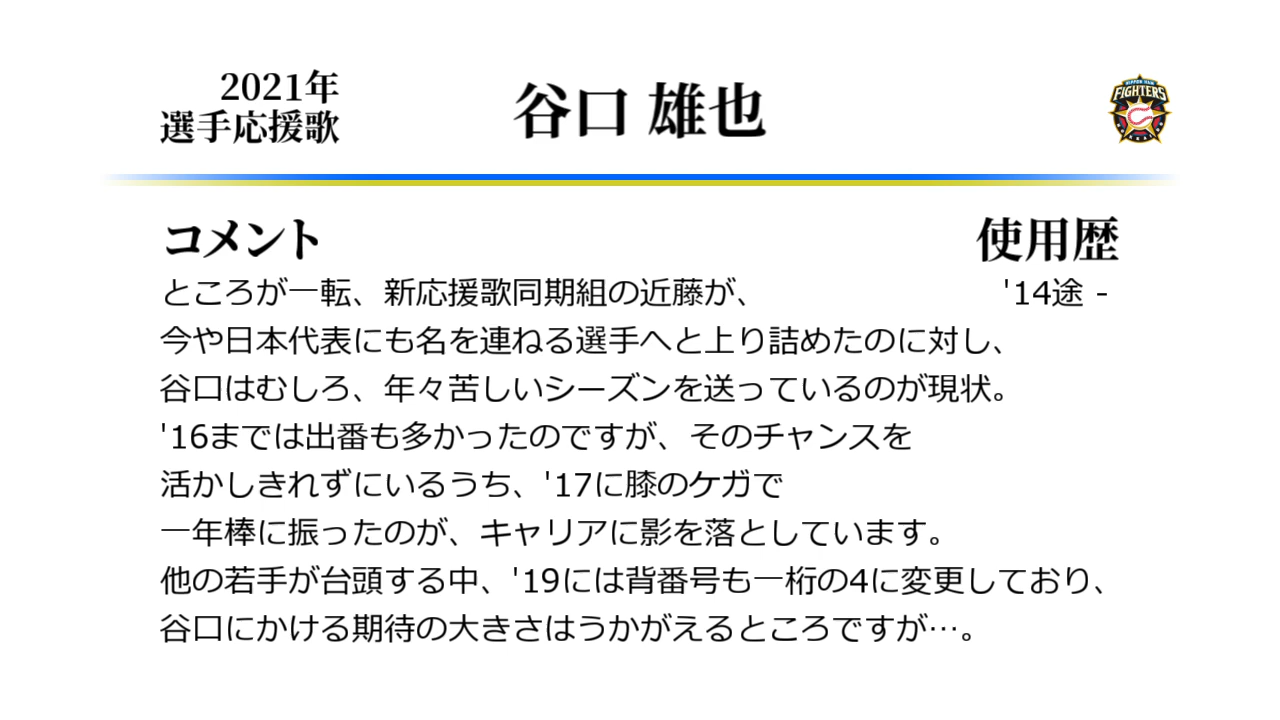 2021年
選手応援歌
谷口 雄也
NIPPON HAM
FIGHTERS
コメント
使用歴
ところが一転、新応援歌同期組の近藤が、
'14途 -
今や日本代表にも名を連ねる選手へと上り詰めたのに対し、
谷口はむしろ、年々苦しいシーズンを送っているのが現状。
'16までは出番も多かったのですが、そのチャンスを
活かしきれずにいるうち、'17に膝のケガで
一年棒に振ったのが、キャリアに影を落としています。
他の若手が台頭する中、'19には背番号も一桁の4に変更しており、
谷口にかける期待の大きさはうかがえるところですが…。